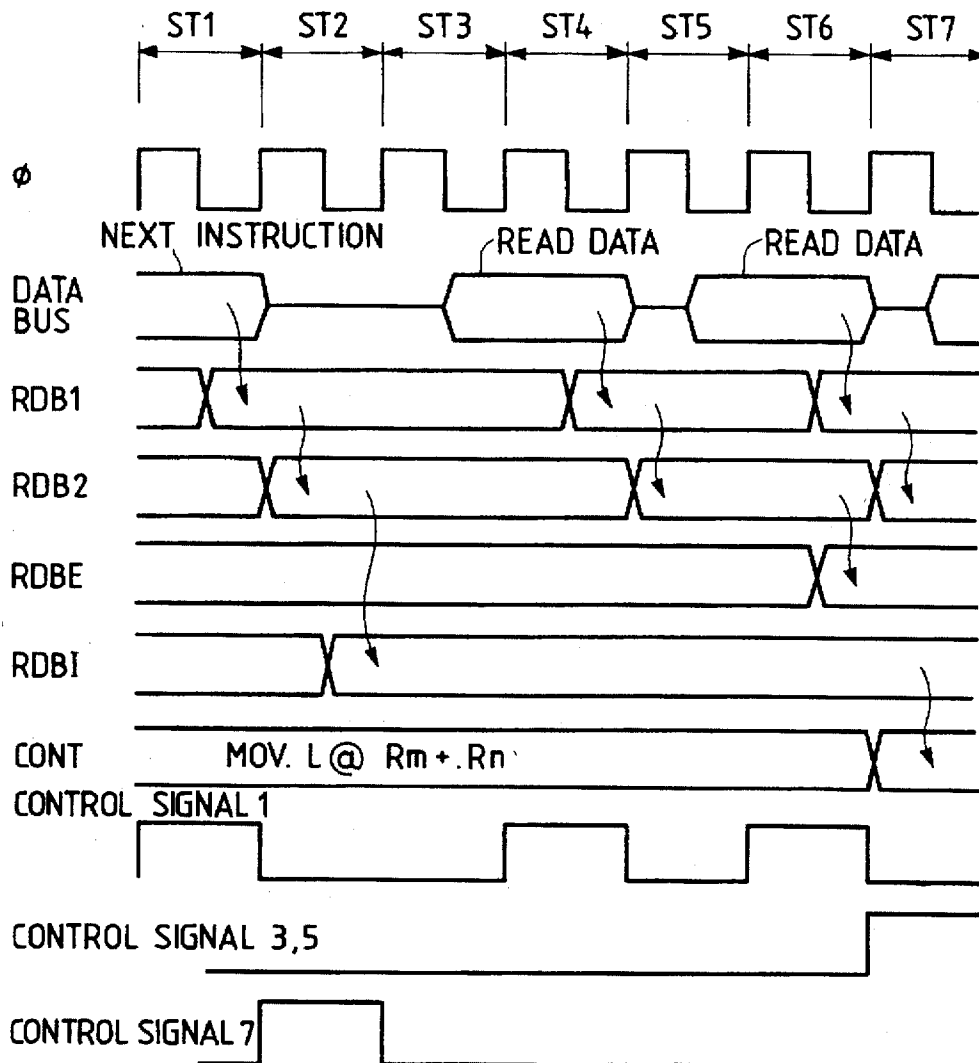 ST1 ST2 ST3 ST4 ST5 ST6 ST7
φ
NEXT INSTRUCTION READ DATA READ DATA
DATA
BUS
RDB1
RDB2
RDBE
RDBI
CONT MOV. L @ Rm + .Rn
CONTROL SIGNAL 1
CONTROL SIGNAL 3,5
CONTROL SIGNAL 7